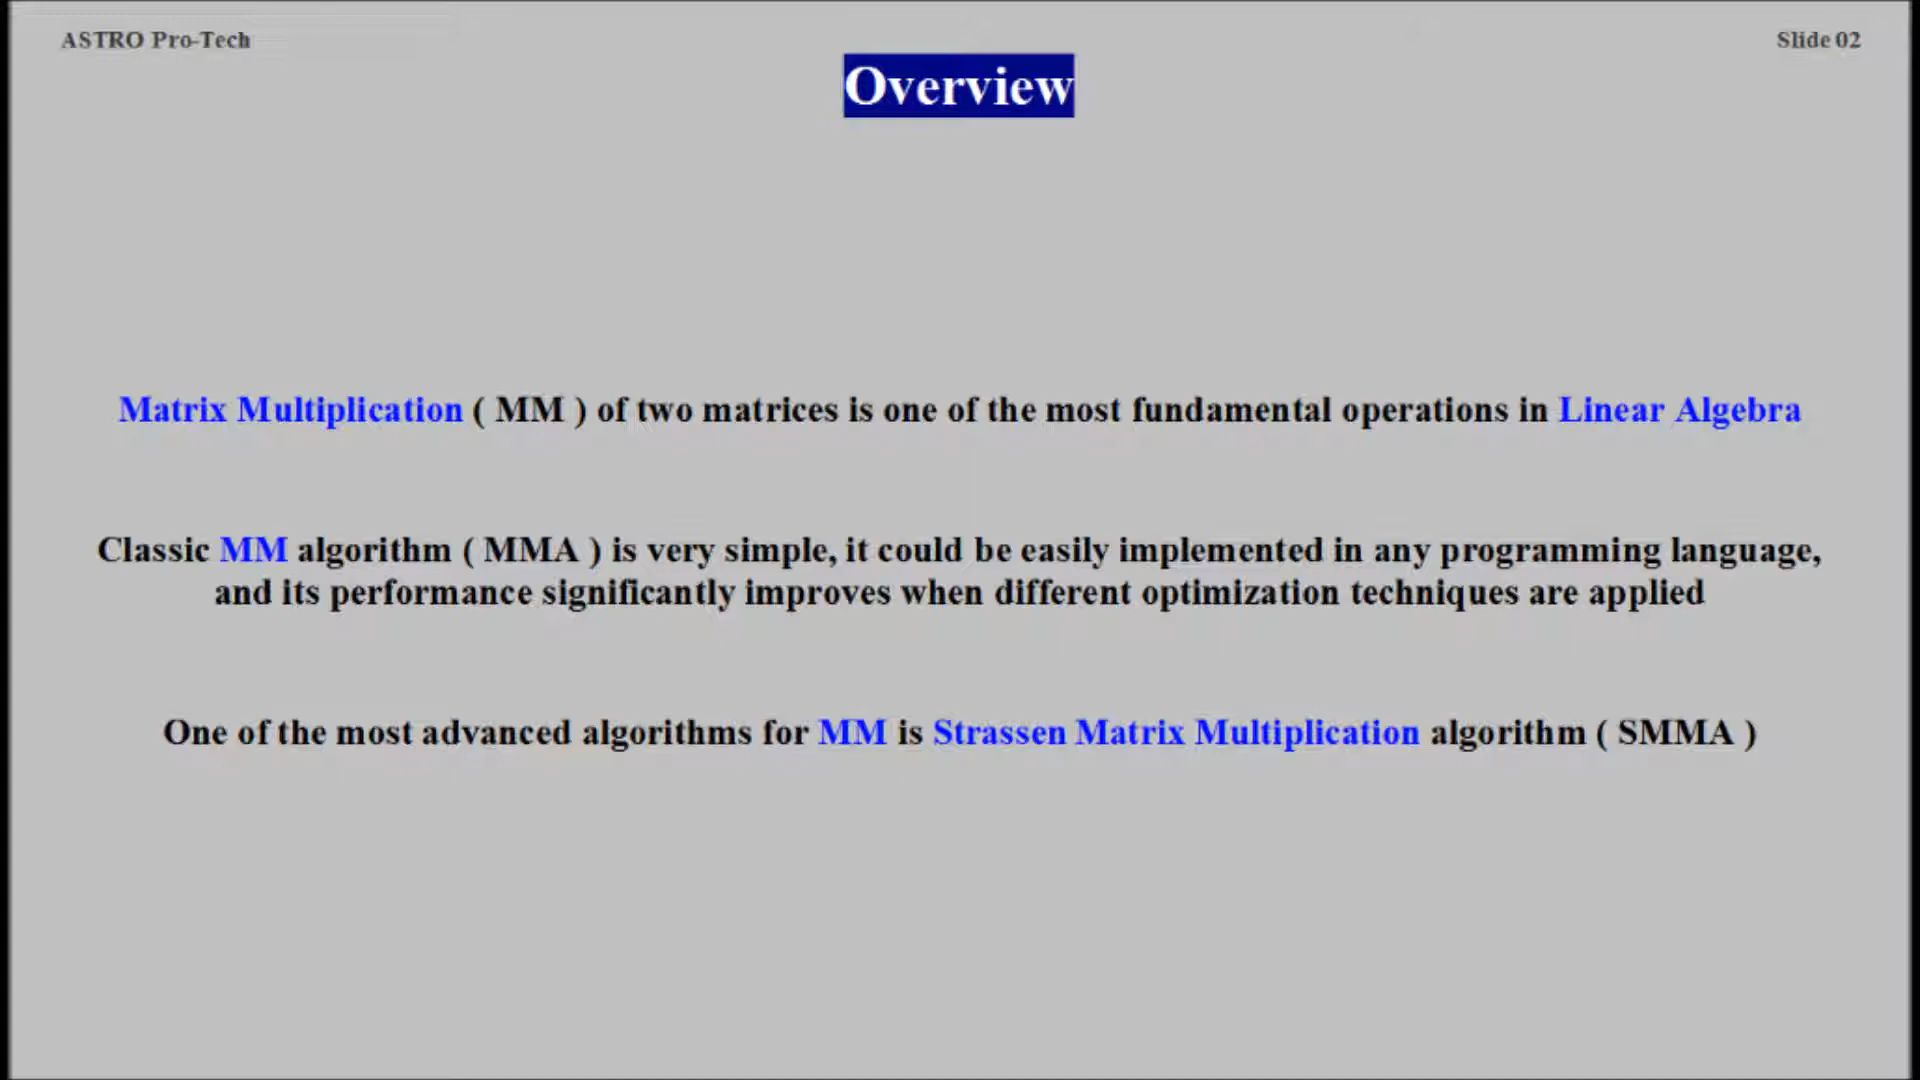 ASTRO Pro-Tech
Slide 02
Overview
Matrix Multiplication ( MM ) of two matrices is one of the most fundamental operations in Linear Algebra
Classic MM algorithm ( MMA ) is very simple, it could be easily implemented in any programming language,
and its performance significantly improves when different optimization techniques are applied
One of the most advanced algorithms for MM is Strassen Matrix Multiplication algorithm ( SMMA )